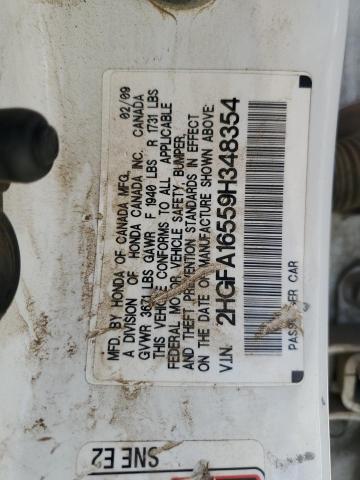 MFD. BY HONDA OF CANADA MFG. 02/09
A DIVISION OF HONDA CANADA INC. CANADA
GVWR 3671 LBS GAWR F 1940 LBS R 1731 LBS
THIS VEHICLE CONFORMS TO ALL APPLICABLE
FEDERAL MOTOR VEHICLE SAFETY, BUMPER,
AND THEFT PREVENTION STANDARDS IN EFFECT
ON THE DATE OF MANUFACTURE SHOWN ABOVE.
V.I.N: 2HGFA16559H348354
PASSENGER CAR
SNE E2